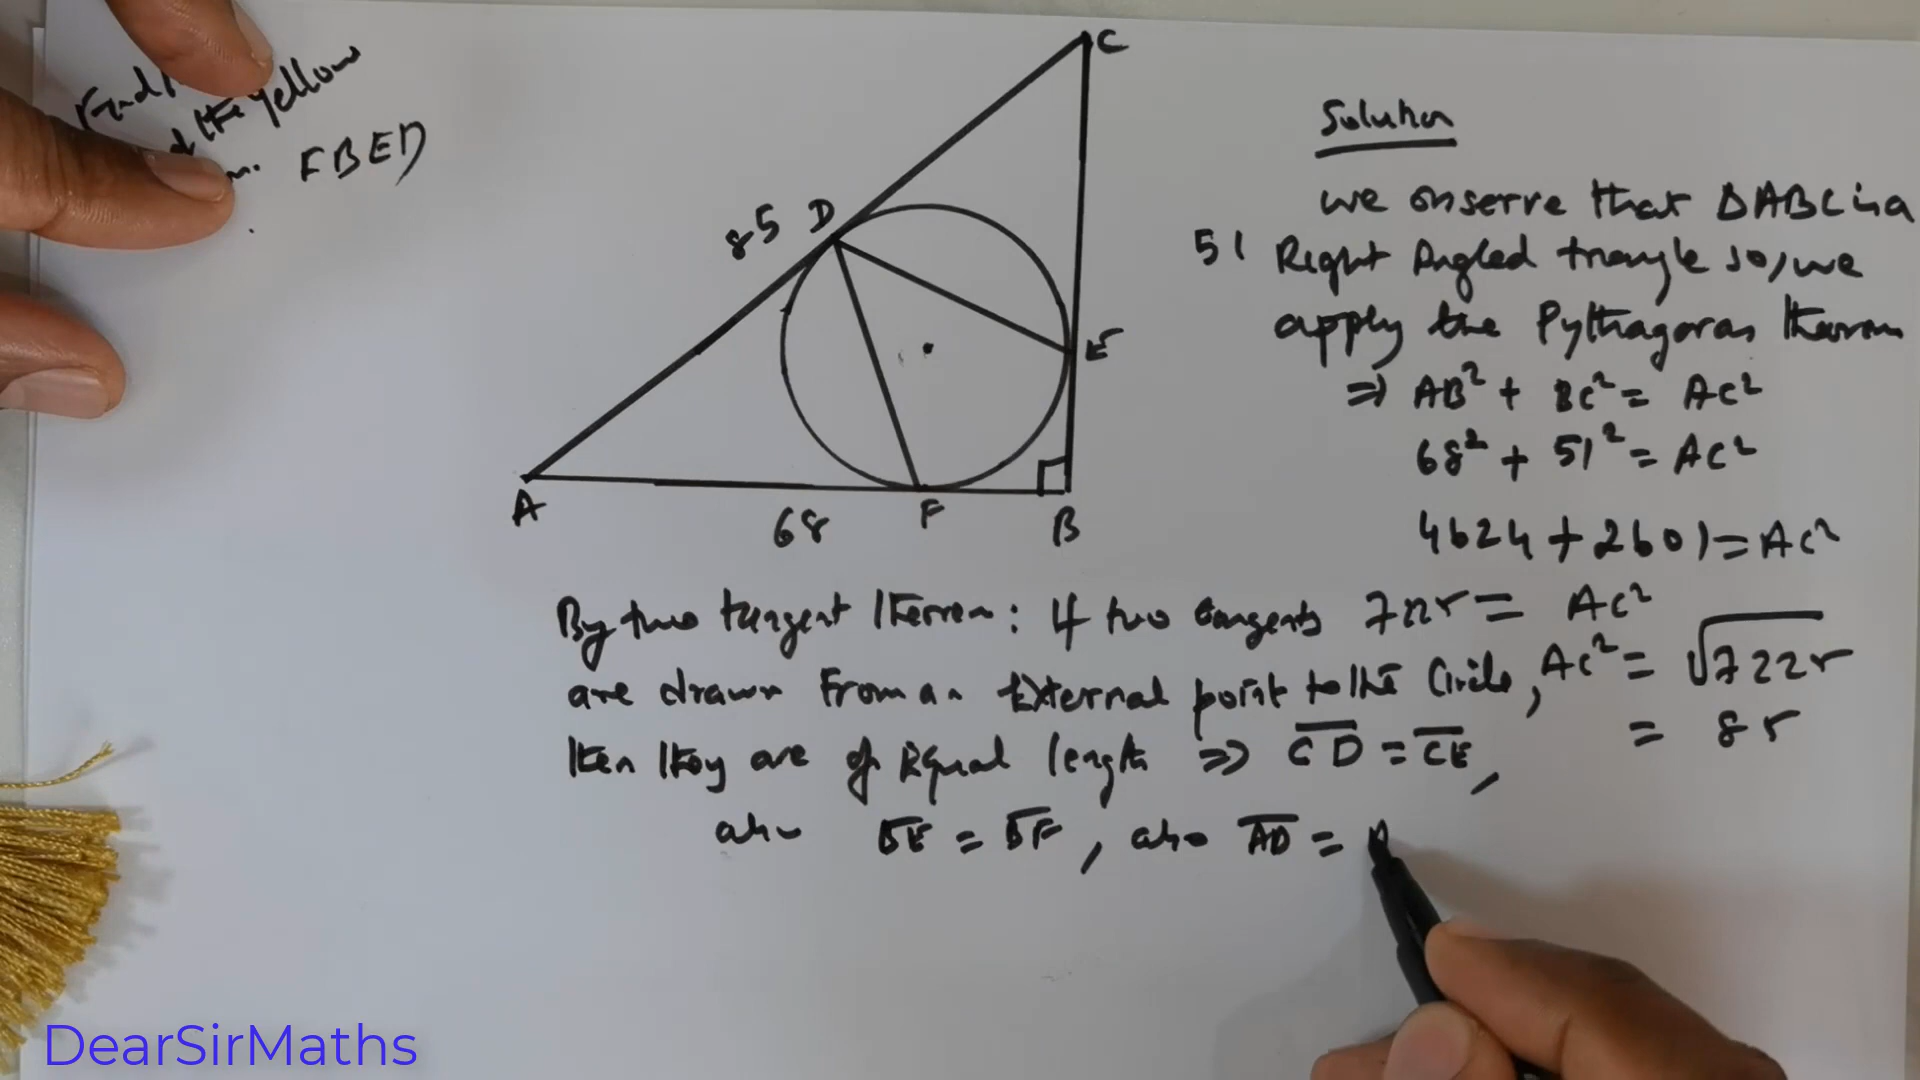 the yellow
FBED
C
85 D
51
E
A
68
F
B
Solution
we onserve that ΔABC is a
Right Angled triangle so, we
apply the Pythagoras theorem
⇒ AB² + BC² = AC²
68² + 51² = AC²
4624 + 2601 = AC²
7225 = AC²
AC² = √7225
= 85
By two tangent theorem: if two tangents
are drawn from an External point to the Circle,
then they are of Equal length ⇒ CD = CE,
also BE = BF, also AD = A
DearSirMaths